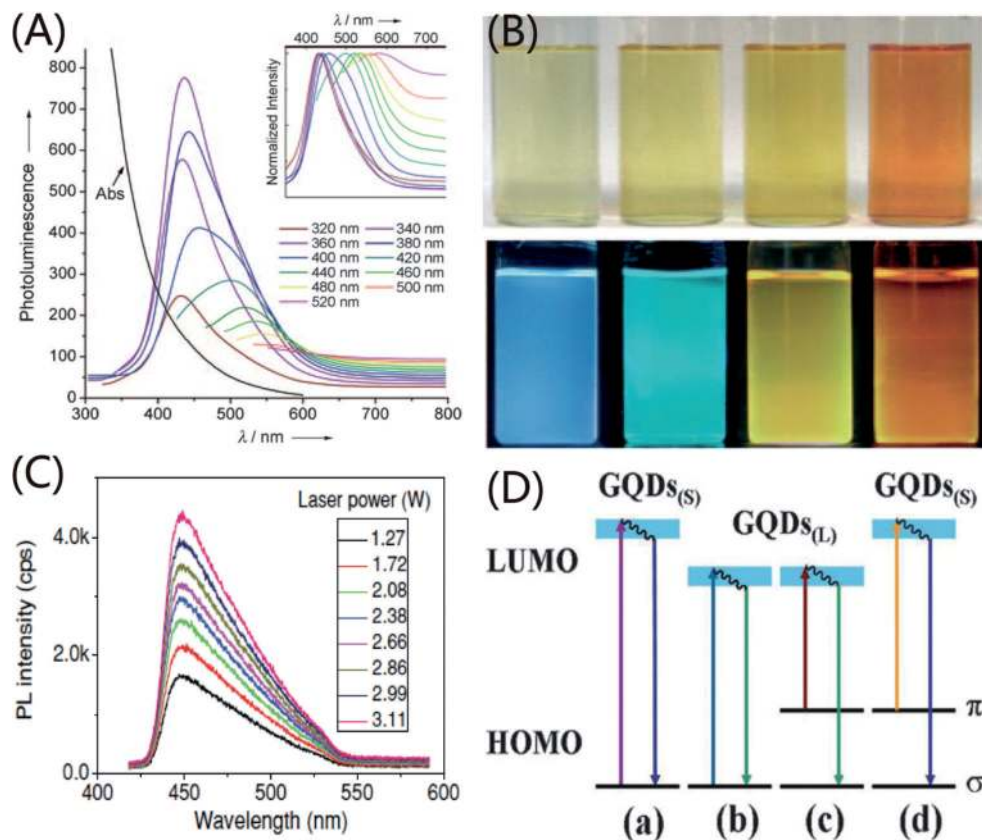 (A)
λ / nm
400 500 600 700
Normalized Intensity
800
700
600
500
400
300
200
100
0
Photoluminescence
Abs
320 nm 340 nm
360 nm 380 nm
400 nm 420 nm
440 nm 460 nm
480 nm 500 nm
520 nm
300 400 500 600 700 800
λ / nm
(B)
(C)
4.0k
2.0k
0.0
PL intensity (cps)
Laser power (W)
1.27
1.72
2.08
2.38
2.66
2.86
2.99
3.11
400 450 500 550 600
Wavelength (nm)
(D)
GQDs(S) GQDs(S)
GQDs(L)
LUMO
π
HOMO
σ
(a) (b) (c) (d)